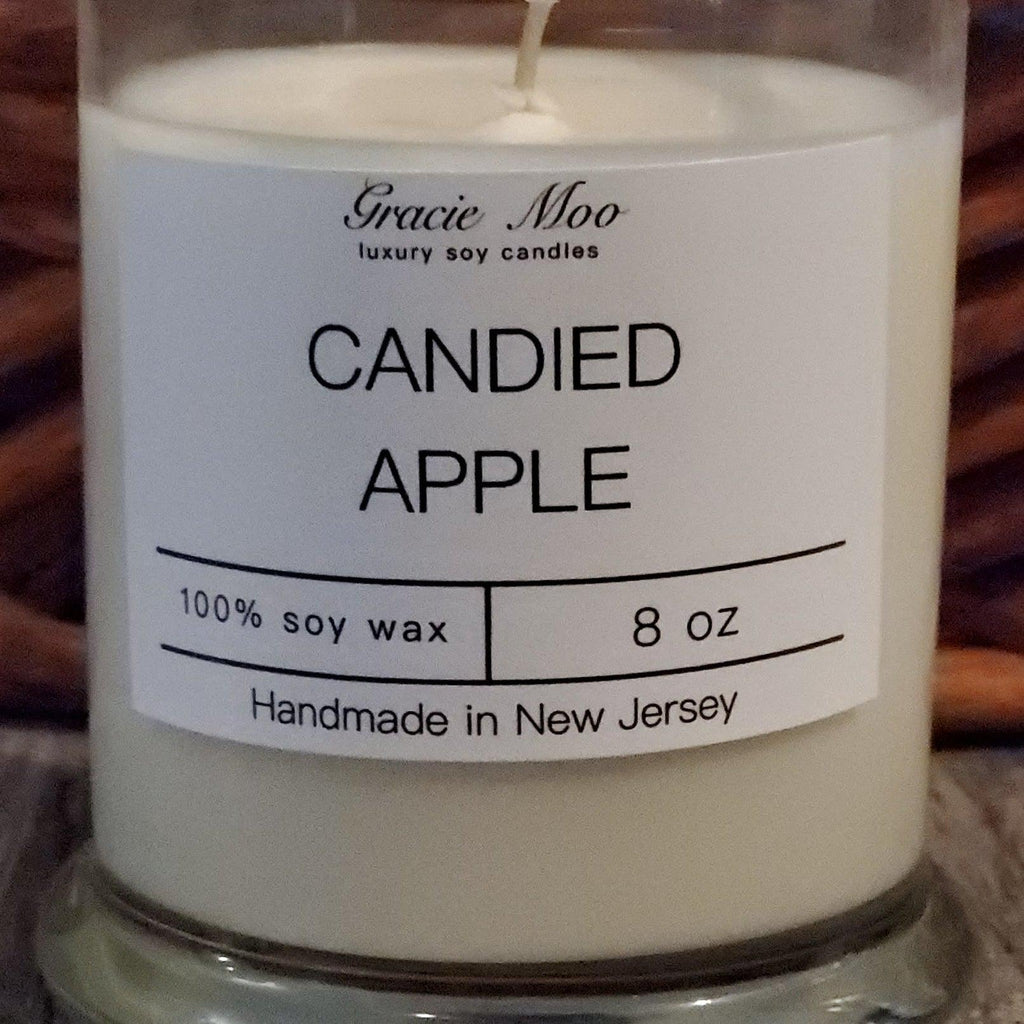 Gracie Moo
luxury soy candles
CANDIED
APPLE
100% soy wax
8 oz
Handmade in New Jersey